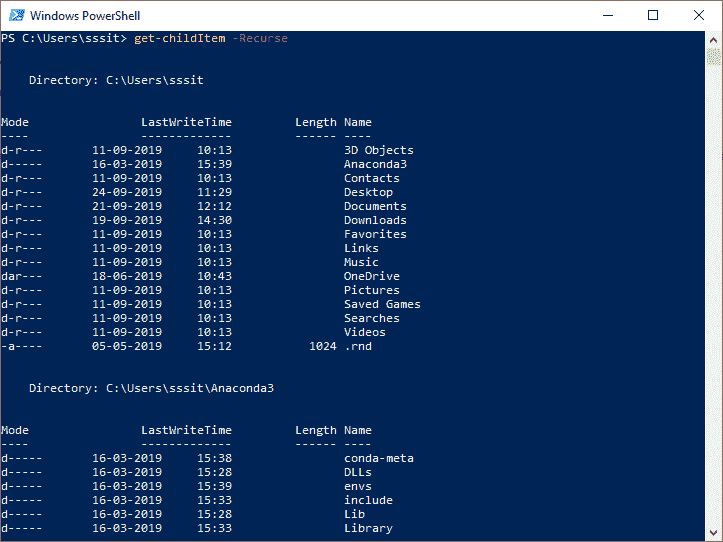 Windows PowerShell
PS C:\Users\sssit> get-childItem -Recurse
Directory: C:\Users\sssit
Mode LastWriteTime Length Name
---- ------------- ------ ----
d-r--- 11-09-2019 10:13 3D Objects
d----- 16-03-2019 15:39 Anaconda3
d-r--- 11-09-2019 10:13 Contacts
d-r--- 24-09-2019 11:29 Desktop
d-r--- 21-09-2019 12:12 Documents
d-r--- 19-09-2019 14:30 Downloads
d-r--- 11-09-2019 10:13 Favorites
d-r--- 11-09-2019 10:13 Links
d-r--- 11-09-2019 10:13 Music
dar--- 18-06-2019 10:43 OneDrive
d-r--- 11-09-2019 10:13 Pictures
d-r--- 11-09-2019 10:13 Saved Games
d-r--- 11-09-2019 10:13 Searches
d-r--- 11-09-2019 10:13 Videos
-a---- 05-05-2019 15:12 1024 .rnd
Directory: C:\Users\sssit\Anaconda3
Mode LastWriteTime Length Name
---- ------------- ------ ----
d----- 16-03-2019 15:38 conda-meta
d----- 16-03-2019 15:28 DLLs
d----- 16-03-2019 15:39 envs
d----- 16-03-2019 15:33 include
d----- 16-03-2019 15:28 Lib
d----- 16-03-2019 15:33 Library